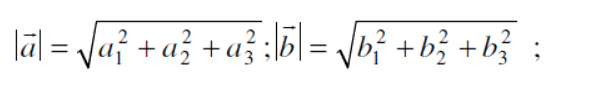 |a⃗| = √(a₁² + a₂² + a₃²) ; |b⃗| = √(b₁² + b₂² + b₃²) ;